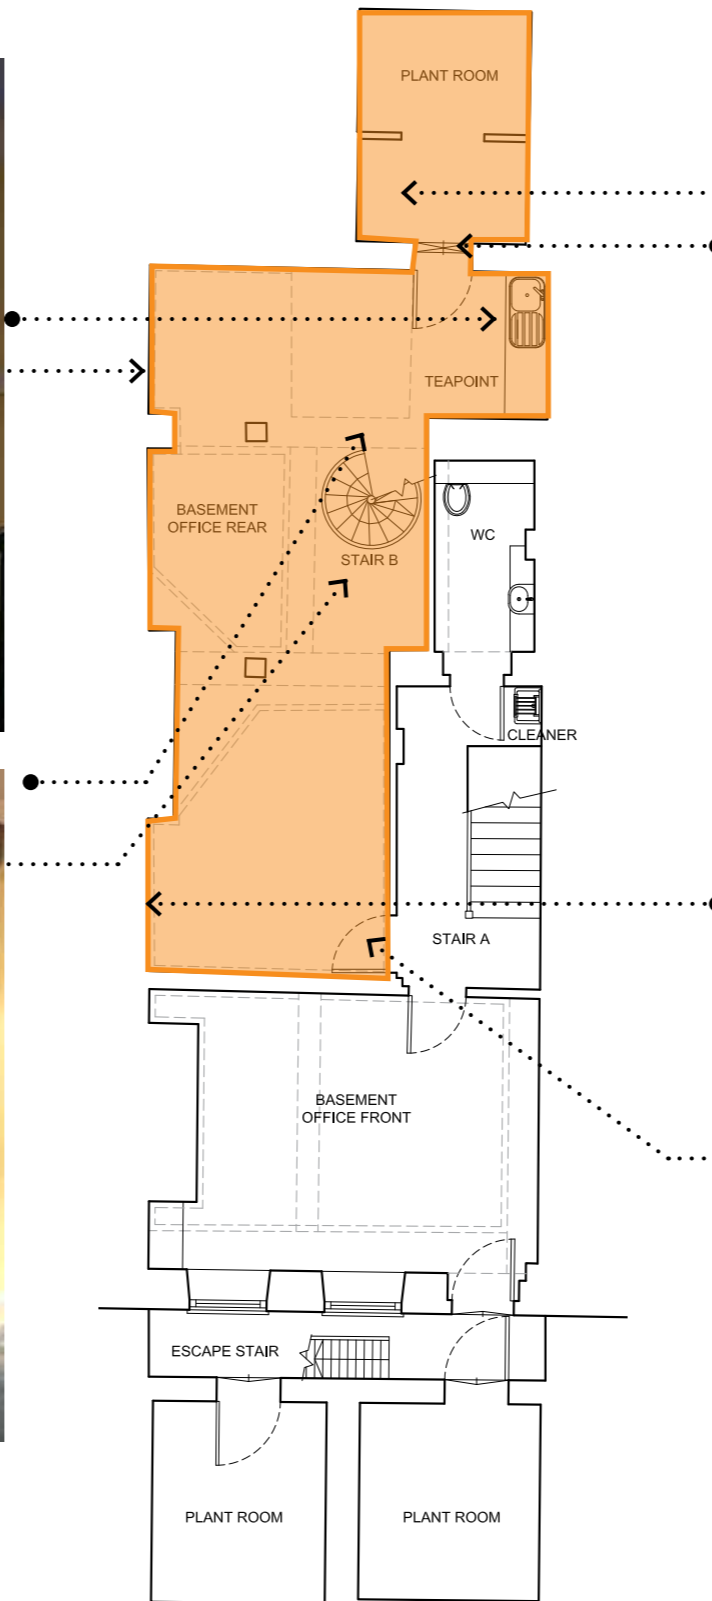 PLANT ROOM
TEAPOINT
BASEMENT
OFFICE REAR
WC
STAIR B
CLEANER
STAIR A
BASEMENT
OFFICE FRONT
ESCAPE STAIR
PLANT ROOM
PLANT ROOM